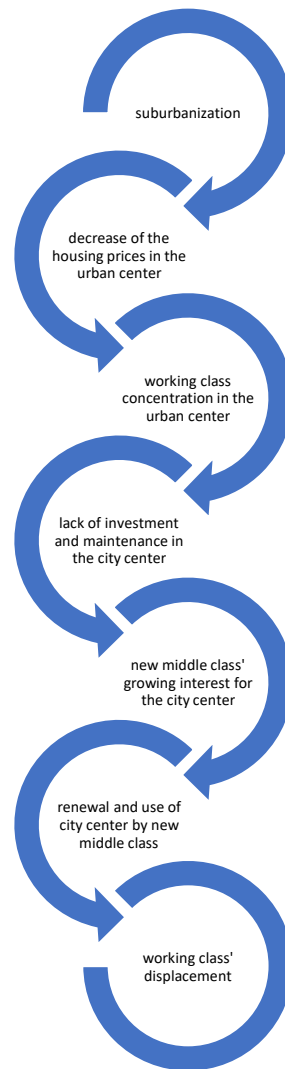 suburbanization
decrease of the
housing prices in the
urban center
working class
concentration in the
urban center
lack of investment
and maintenance in
the city center
new middle class'
growing interest for
the city center
renewal and use of
city center by new
middle class
working class'
displacement